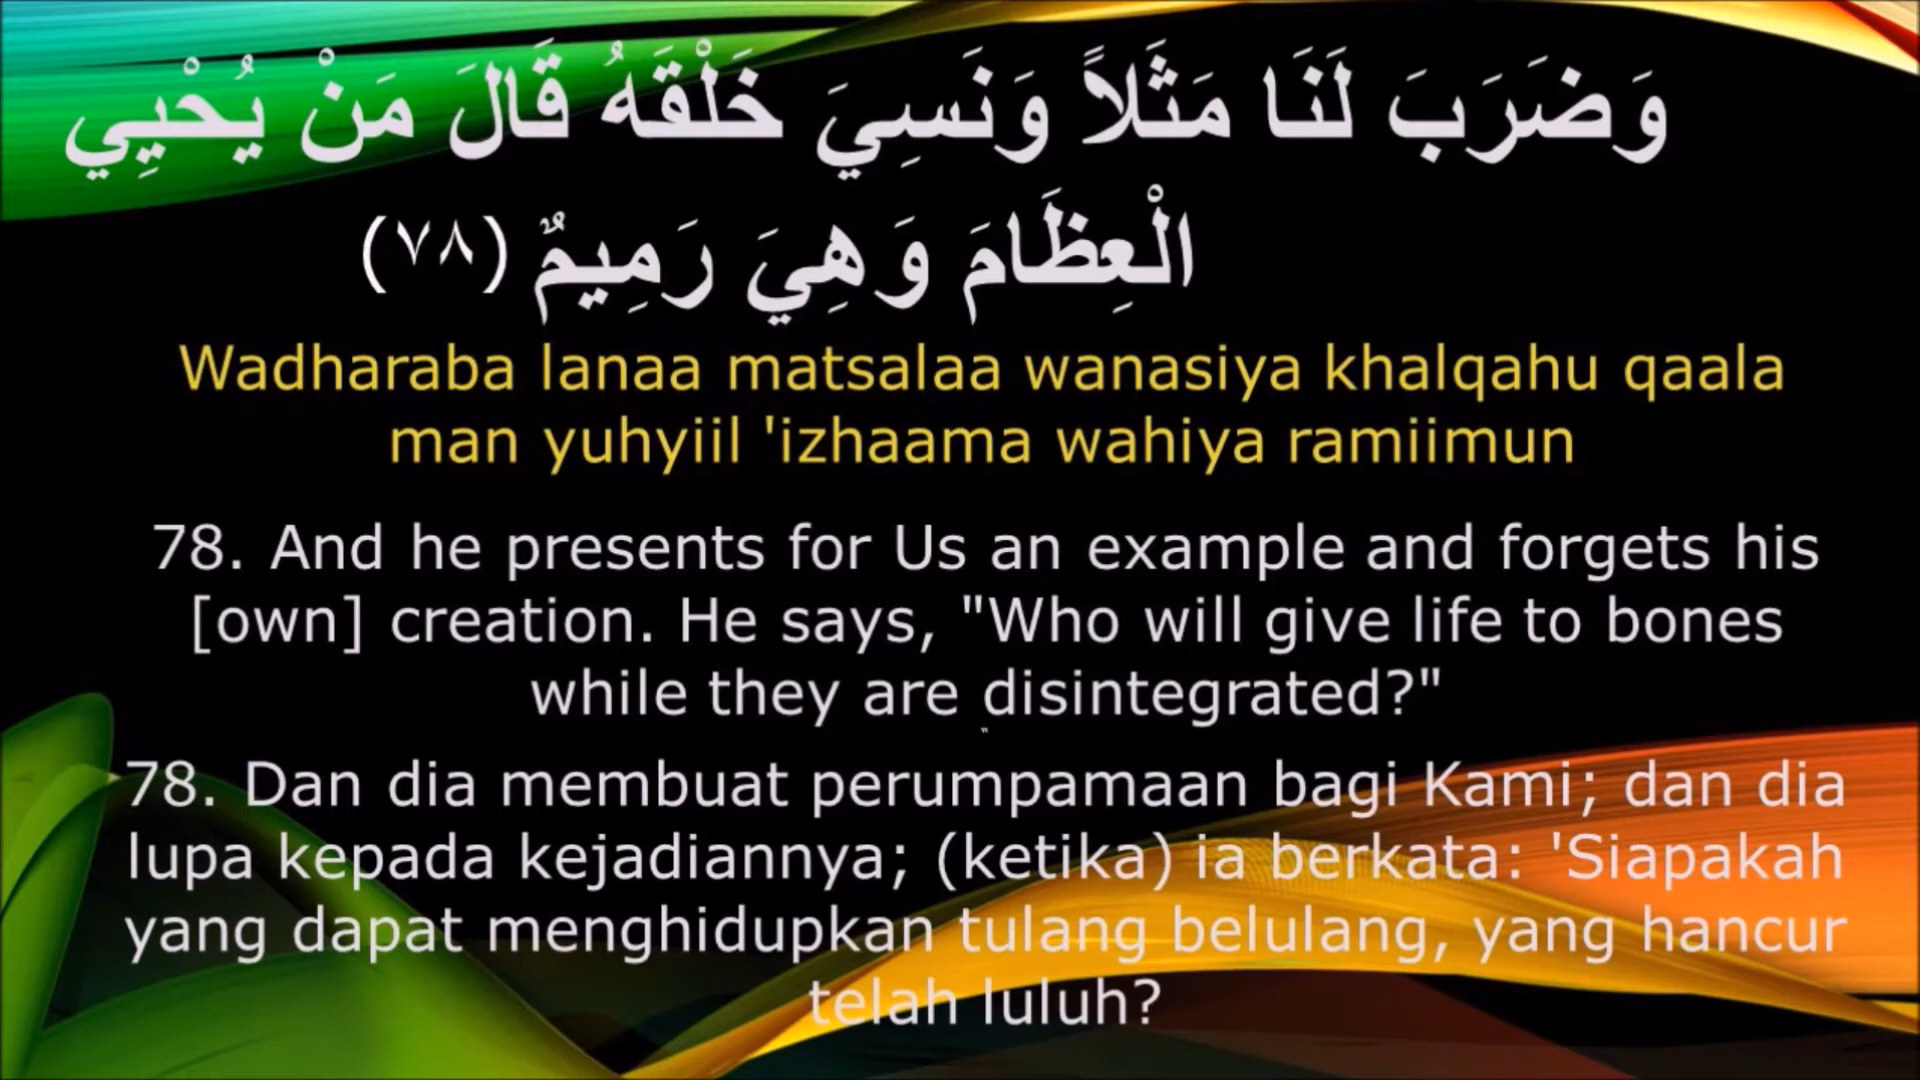 وَضَرَبَ لَنَا مَثَلاً وَنَسِيَ خَلْقَهُ قَالَ مَنْ يُحْيِي
الْعِظَامَ وَهِيَ رَمِيمٌ (٧٨)
Wadharaba lanaa matsalaa wanasiya khalqahu qaala
man yuhyiil 'izhaama wahiya ramiimun
78. And he presents for Us an example and forgets his
[own] creation. He says, "Who will give life to bones
while they are disintegrated?"
78. Dan dia membuat perumpamaan bagi Kami; dan dia
lupa kepada kejadiannya; (ketika) ia berkata: 'Siapakah
yang dapat menghidupkan tulang belulang, yang hancur
telah luluh?